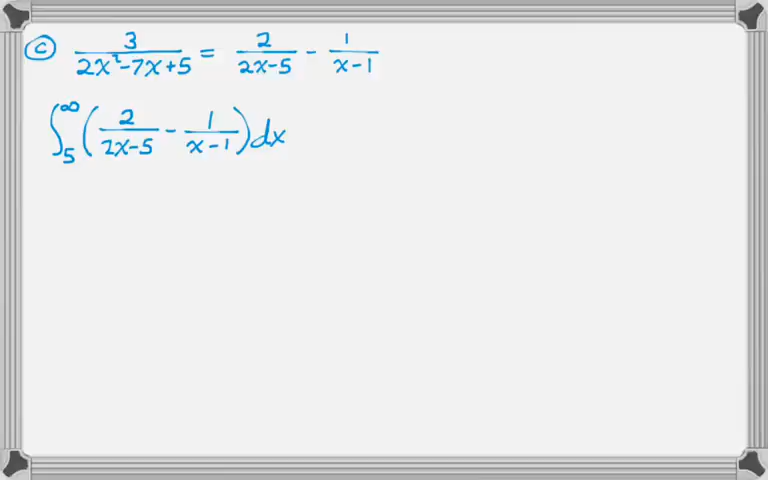 ⓒ 3/(2x²-7x+5) = 2/(2x-5) - 1/(x-1)
∫₅^∞ (2/(2x-5) - 1/(x-1)) dx